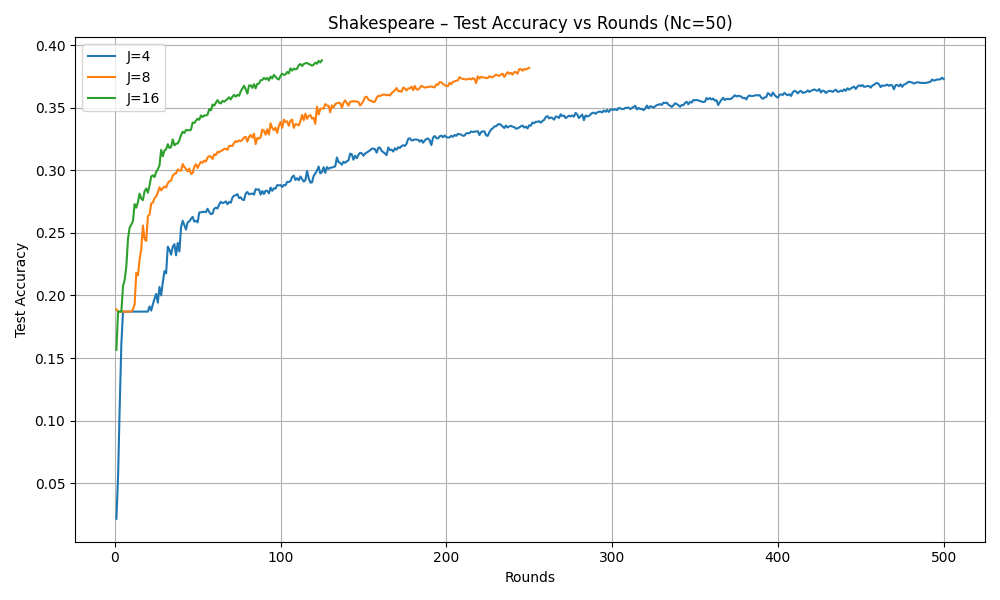 Shakespeare – Test Accuracy vs Rounds (Nc=50)
J=4
J=8
J=16
Test Accuracy
0.40
0.35
0.30
0.25
0.20
0.15
0.10
0.05
0
100
200
300
400
500
Rounds